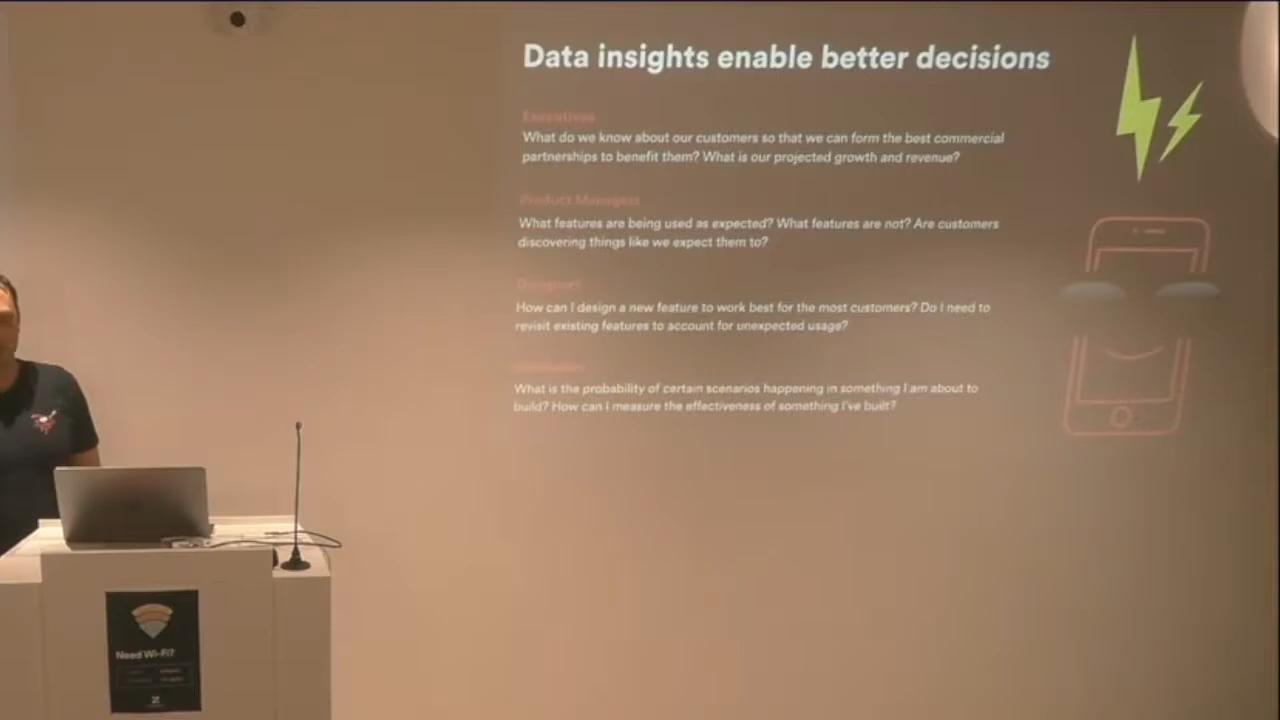 Data insights enable better decisions
Executives
What do we know about our customers so that we can form the best commercial
partnerships to benefit them? What is our projected growth and revenue?
Product Managers
What features are being used as expected? What features are not? Are customers
discovering things like we expect them to?
Designers
How can I design a new feature to work best for the most customers? Do I need to
revisit existing features to account for unexpected usage?
What is the probability of certain scenarios happening in something I am about to
build? How can I measure the effectiveness of something I've built?
Need Wi-Fi?